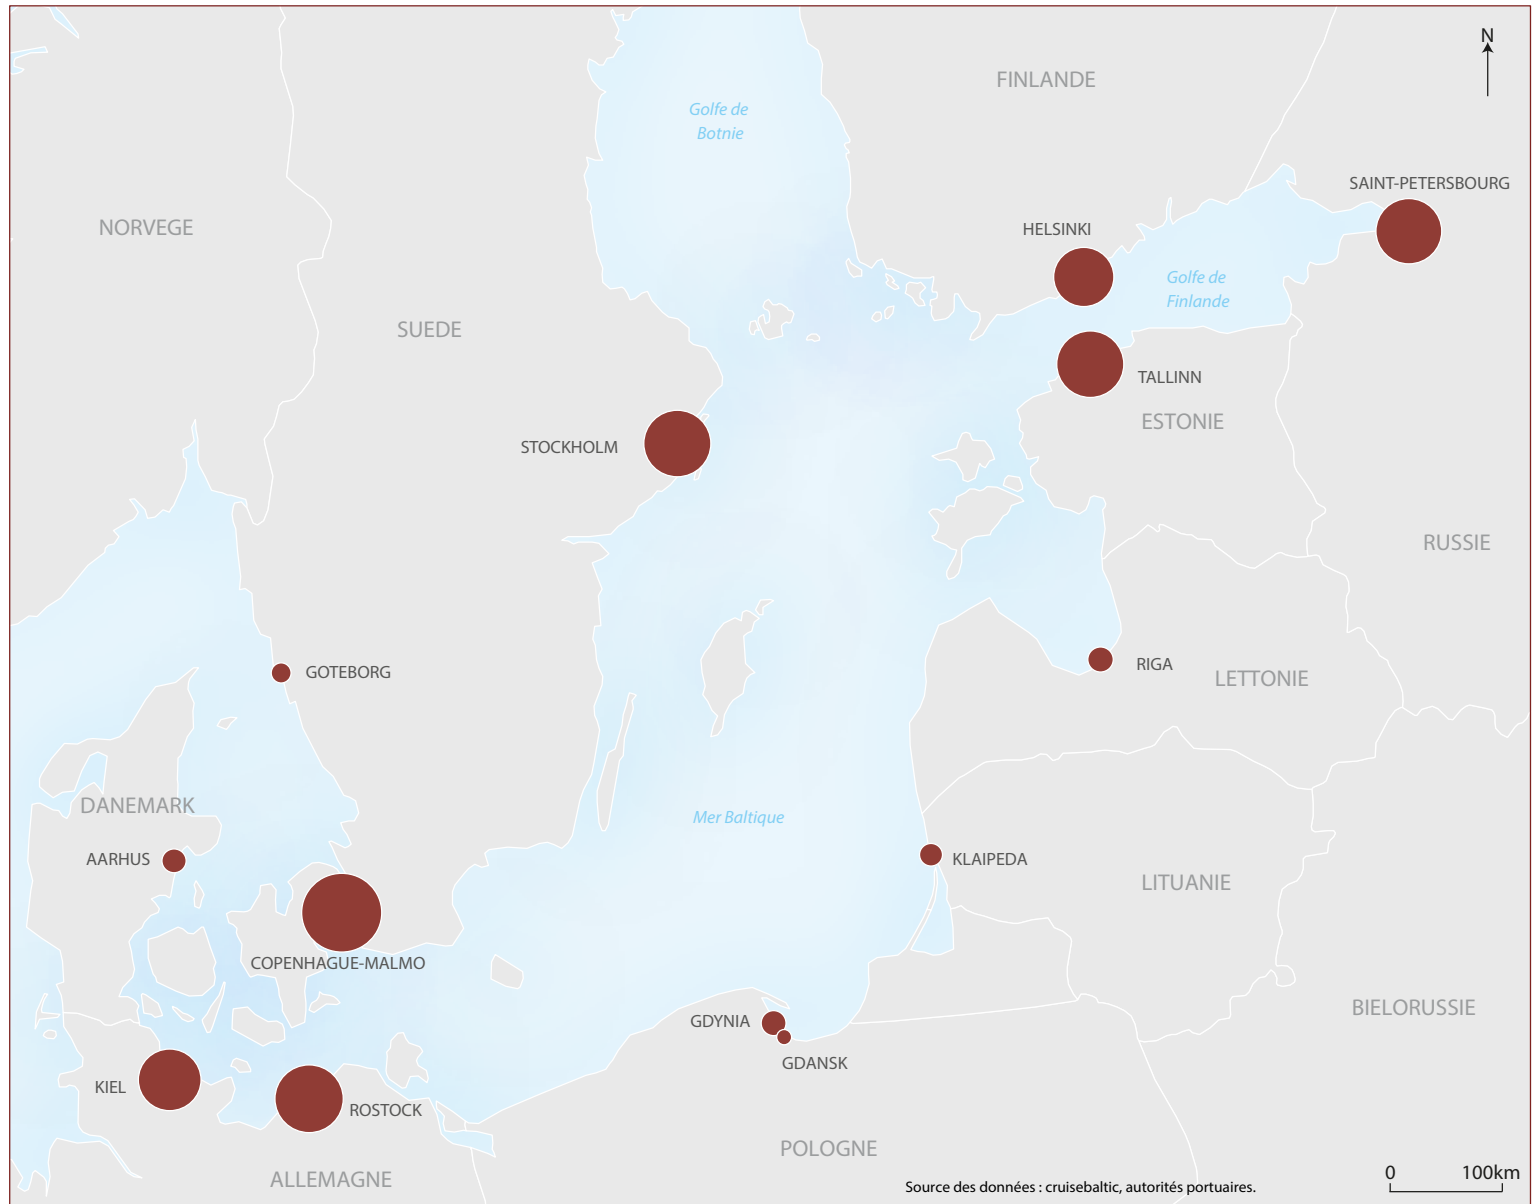 N
FINLANDE
Golfe de
Botnie
SAINT-PETERSBOURG
NORVEGE
HELSINKI
Golfe de
Finlande
SUEDE
TALLINN
ESTONIE
STOCKHOLM
RUSSIE
GOTEBORG
RIGA
LETTONIE
DANEMARK
Mer Baltique
AARHUS
KLAIPEDA
LITUANIE
COPENHAGUE-MALMO
BIELORUSSIE
GDYNIA
GDANSK
KIEL
ROSTOCK
POLOGNE
ALLEMAGNE
0 100km
Source des données : cruisebaltic, autorités portuaires.